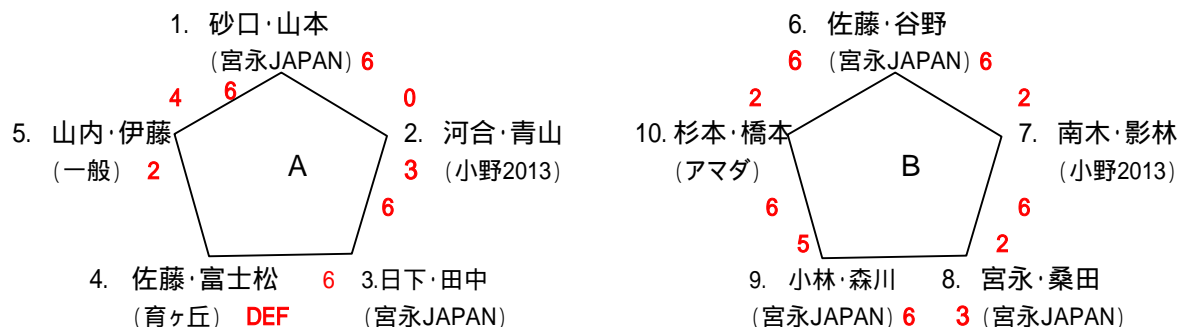 1. 砂口・山本
(宮永JAPAN) 6
6
4
0
5. 山内・伊藤
(一般) 2
A
2. 河合・青山
3 (小野2013)
6
4. 佐藤・富士松
(育ヶ丘) DEF
6 3.日下・田中
(宮永JAPAN)
6. 佐藤・谷野
6 (宮永JAPAN) 6
2
2
10. 杉本・橋本
(アマダ)
B
7. 南木・影林
(小野2013)
6
6
5
2
9. 小林・森川
(宮永JAPAN) 6
8. 宮永・桑田
3 (宮永JAPAN)